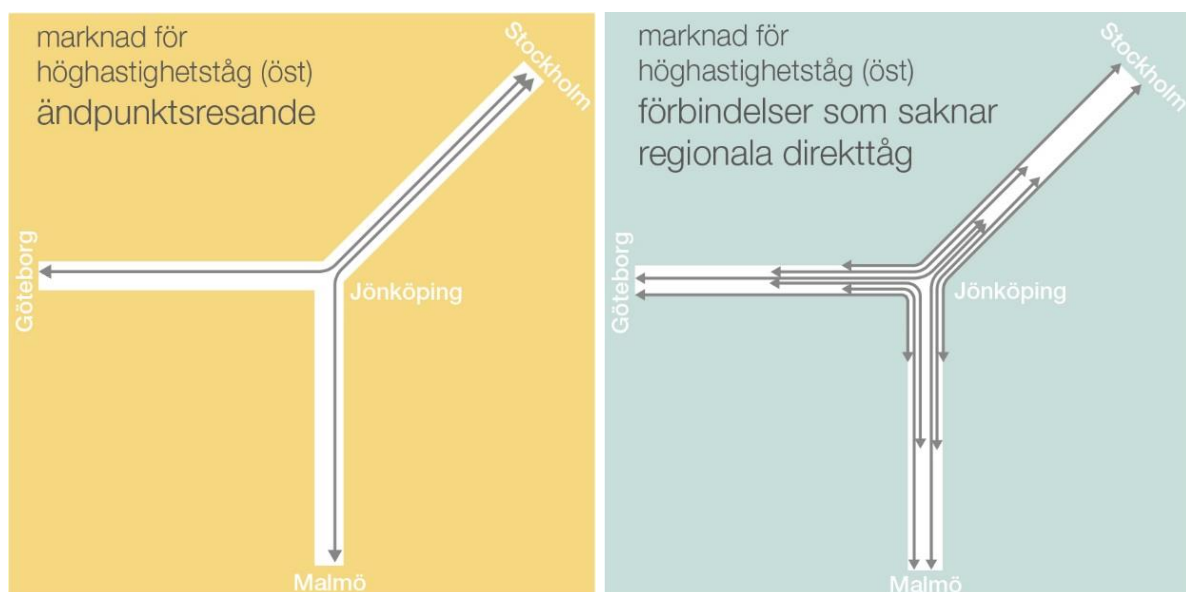 marknad för
höghastighetståg (öst)
ändpunktsresande
Stockholm
Göteborg
Jönköping
Malmö
marknad för
höghastighetståg (öst)
förbindelser som saknar
regionala direkttåg
Stockholm
Göteborg
Jönköping
Malmö